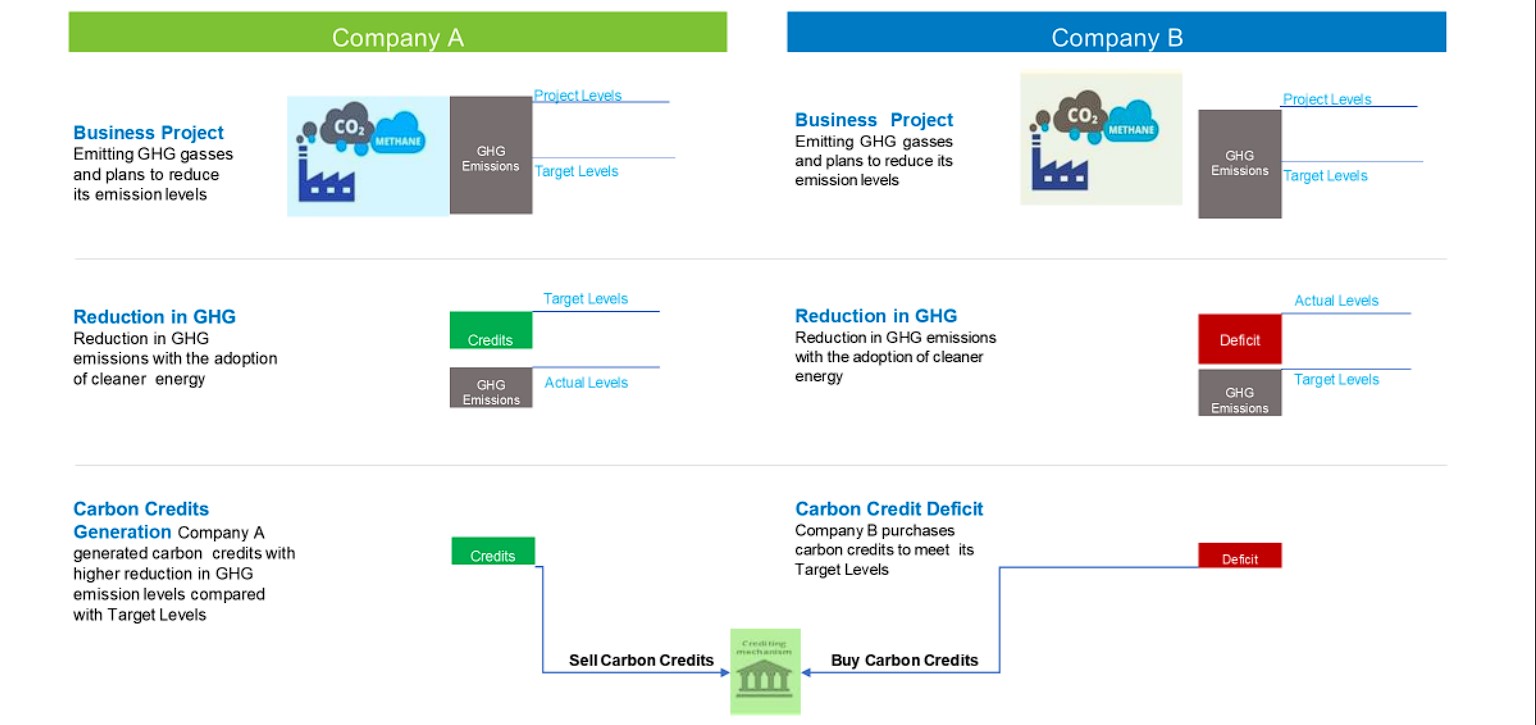 Company A
Company B
Business Project
Emitting GHG gasses
and plans to reduce
its emission levels
CO2
METHANE
GHG
Emissions
Project Levels
Target Levels
Business Project
Emitting GHG gasses
and plans to reduce its
emission levels
CO2
METHANE
GHG
Emissions
Project Levels
Target Levels
Reduction in GHG
Reduction in GHG
emissions with the adoption
of cleaner energy
Target Levels
Credits
GHG
Emissions
Actual Levels
Reduction in GHG
Reduction in GHG emissions
with the adoption of cleaner
energy
Actual Levels
Deficit
Target Levels
GHG
Emissions
Carbon Credits
Generation Company A
generated carbon credits with
higher reduction in GHG
emission levels compared
with Target Levels
Credits
Carbon Credit Deficit
Company B purchases
carbon credits to meet its
Target Levels
Deficit
Sell Carbon Credits
Crediting
mechanism
Buy Carbon Credits